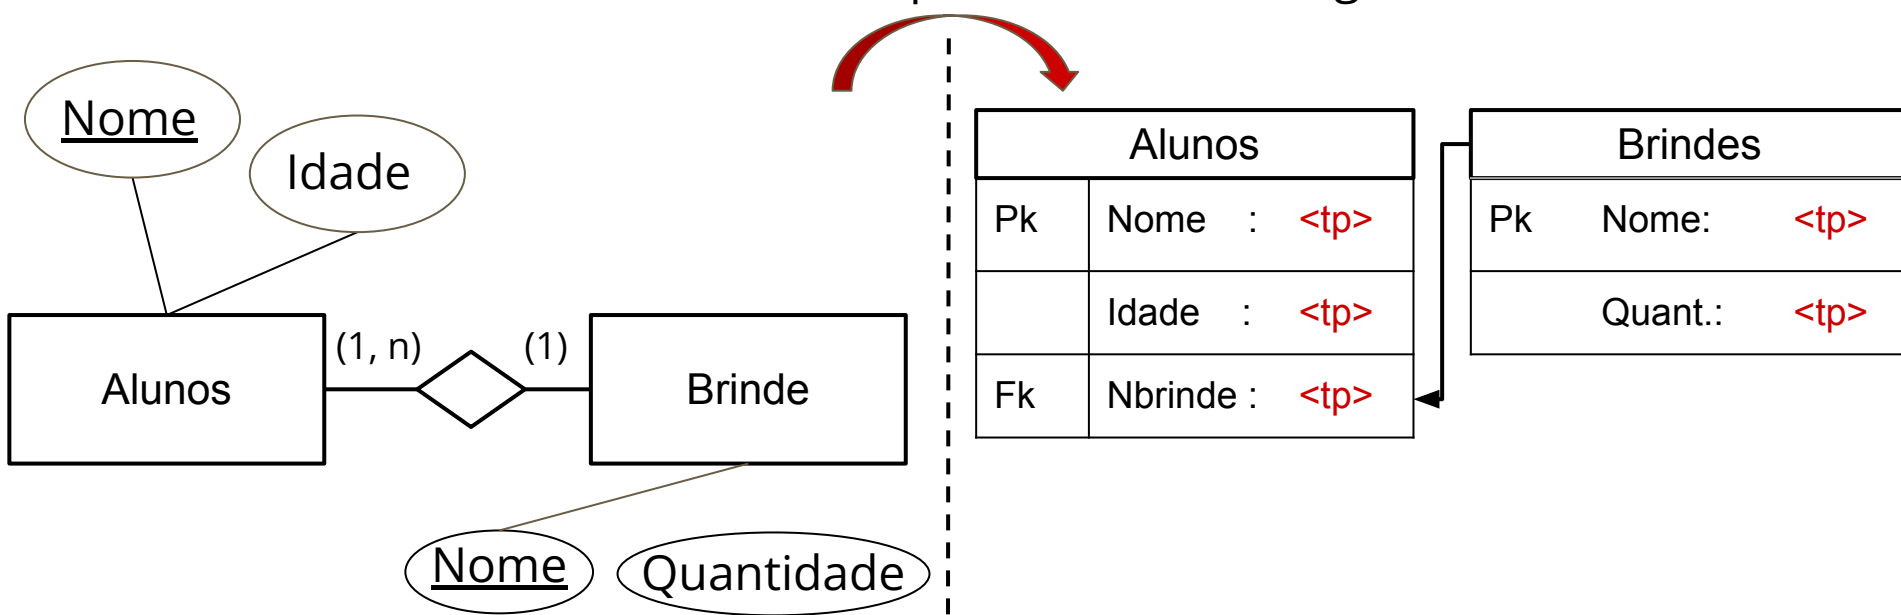 Nome
Idade
Alunos
(1, n)
(1)
Brinde
Nome
Quantidade
Alunos
Pk Nome : <tp>
Idade : <tp>
Fk Nbrinde : <tp>
Brindes
Pk Nome: <tp>
Quant.: <tp>